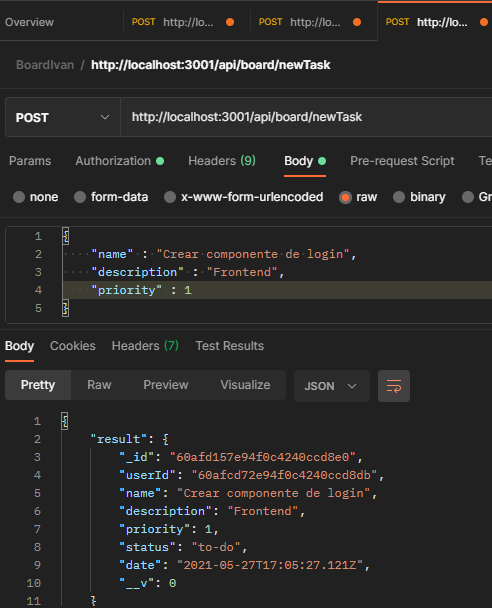 Overview POST http://lo... POST http://lo... POST http://lo...
BoardIvan / http://localhost:3001/api/board/newTask
POST http://localhost:3001/api/board/newTask
Params Authorization Headers (9) Body Pre-request Script Te
none form-data x-www-form-urlencoded raw binary Gr
1 {
2 "name" : "Crear componente de login",
3 "description" : "Frontend",
4 "priority" : 1
5 }
Body Cookies Headers (7) Test Results
Pretty Raw Preview Visualize JSON
1 {
2 "result": {
3 "_id": "60afd157e94f0c4240ccd8e0",
4 "userId": "60afcd72e94f0c4240ccd8db",
5 "name": "Crear componente de login",
6 "description": "Frontend",
7 "priority": 1,
8 "status": "to-do",
9 "date": "2021-05-27T17:05:27.121Z",
10 "__v": 0
11 }